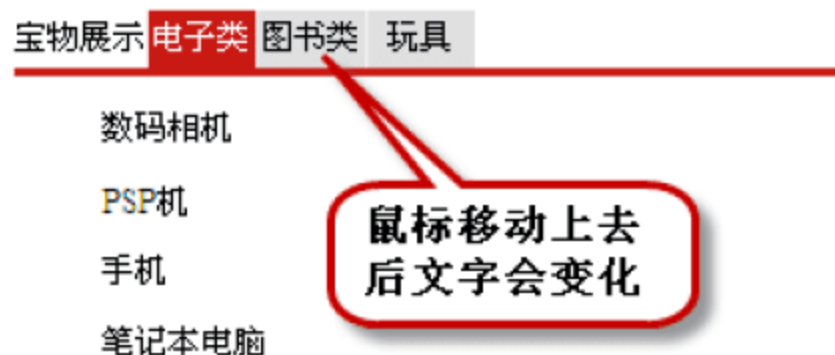 宝物展示 电子类 图书类 玩具
数码相机
PSP机
手机
笔记本电脑
鼠标移动上去
后文字会变化